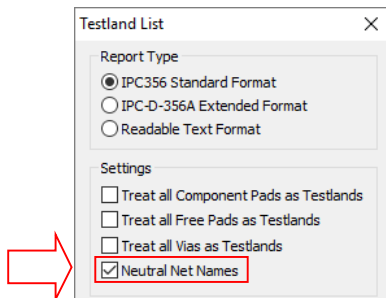 Testland List
Report Type
IPC356 Standard Format
IPC-D-356A Extended Format
Readable Text Format
Settings
Treat all Component Pads as Testlands
Treat all Free Pads as Testlands
Treat all Vias as Testlands
Neutral Net Names